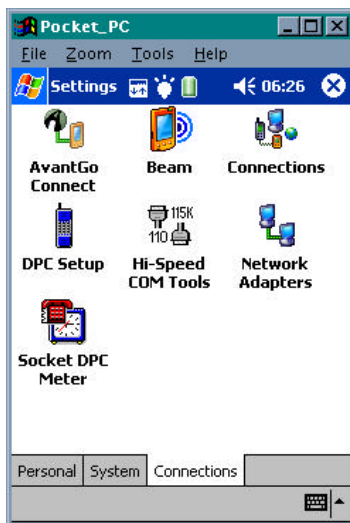 Pocket_PC
File Zoom Tools Help
Settings 06:26
AvantGo Connect
Beam
Connections
DPC Setup
115K
110
Hi-Speed COM Tools
Network Adapters
Socket DPC Meter
Personal System Connections